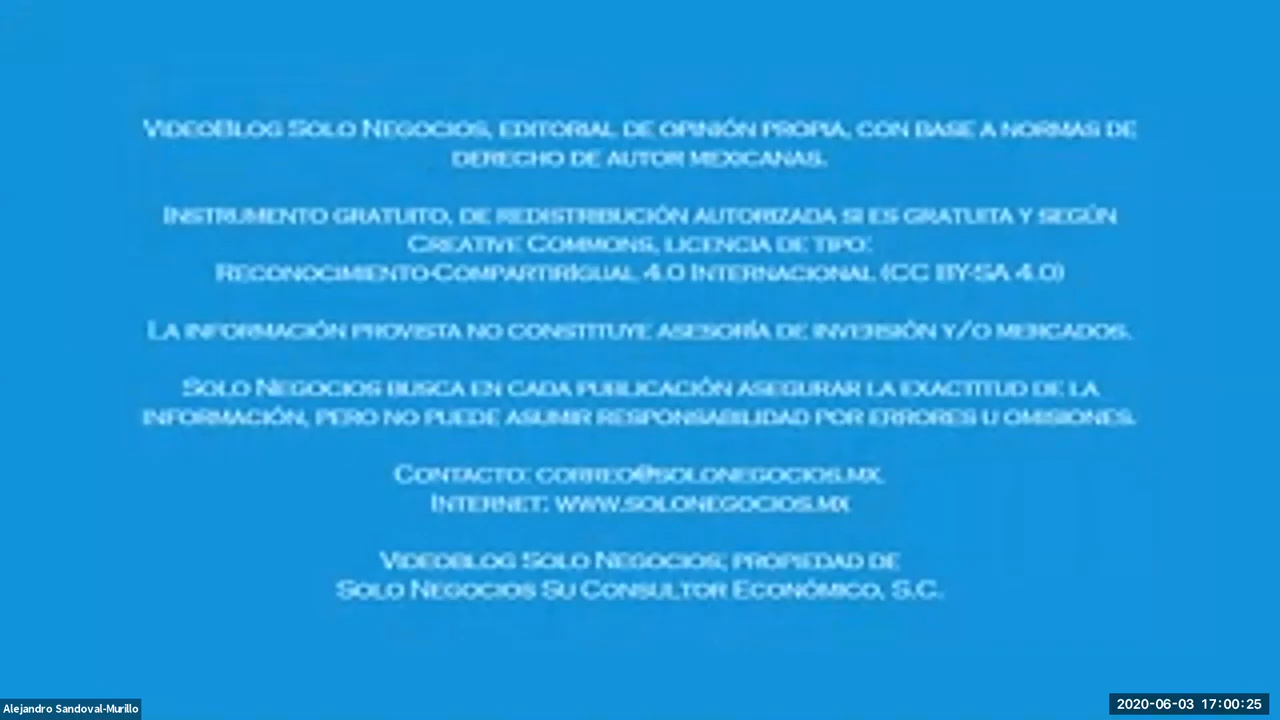 VideoBlog Solo Negocios, editorial de opinión propia, con base a normas de
derecho de autor mexicanas.
Instrumento gratuito, de redistribución autorizada si es gratuita y según
Creative Commons, licencia de tipo:
Reconocimiento-CompartirIgual 4.0 Internacional (CC BY-SA 4.0)
La información provista no constituye asesoría de inversión y/o mercados.
Solo Negocios busca en cada publicación asegurar la exactitud de la
información, pero no puede asumir responsabilidad por errores u omisiones.
Contacto: correo@solonegocios.mx.
Internet: www.solonegocios.mx
Videoblog Solo Negocios; propiedad de
Solo Negocios Su Consultor Económico, S.C.
Alejandro Sandoval-Murillo
2020-06-03 17:00:25